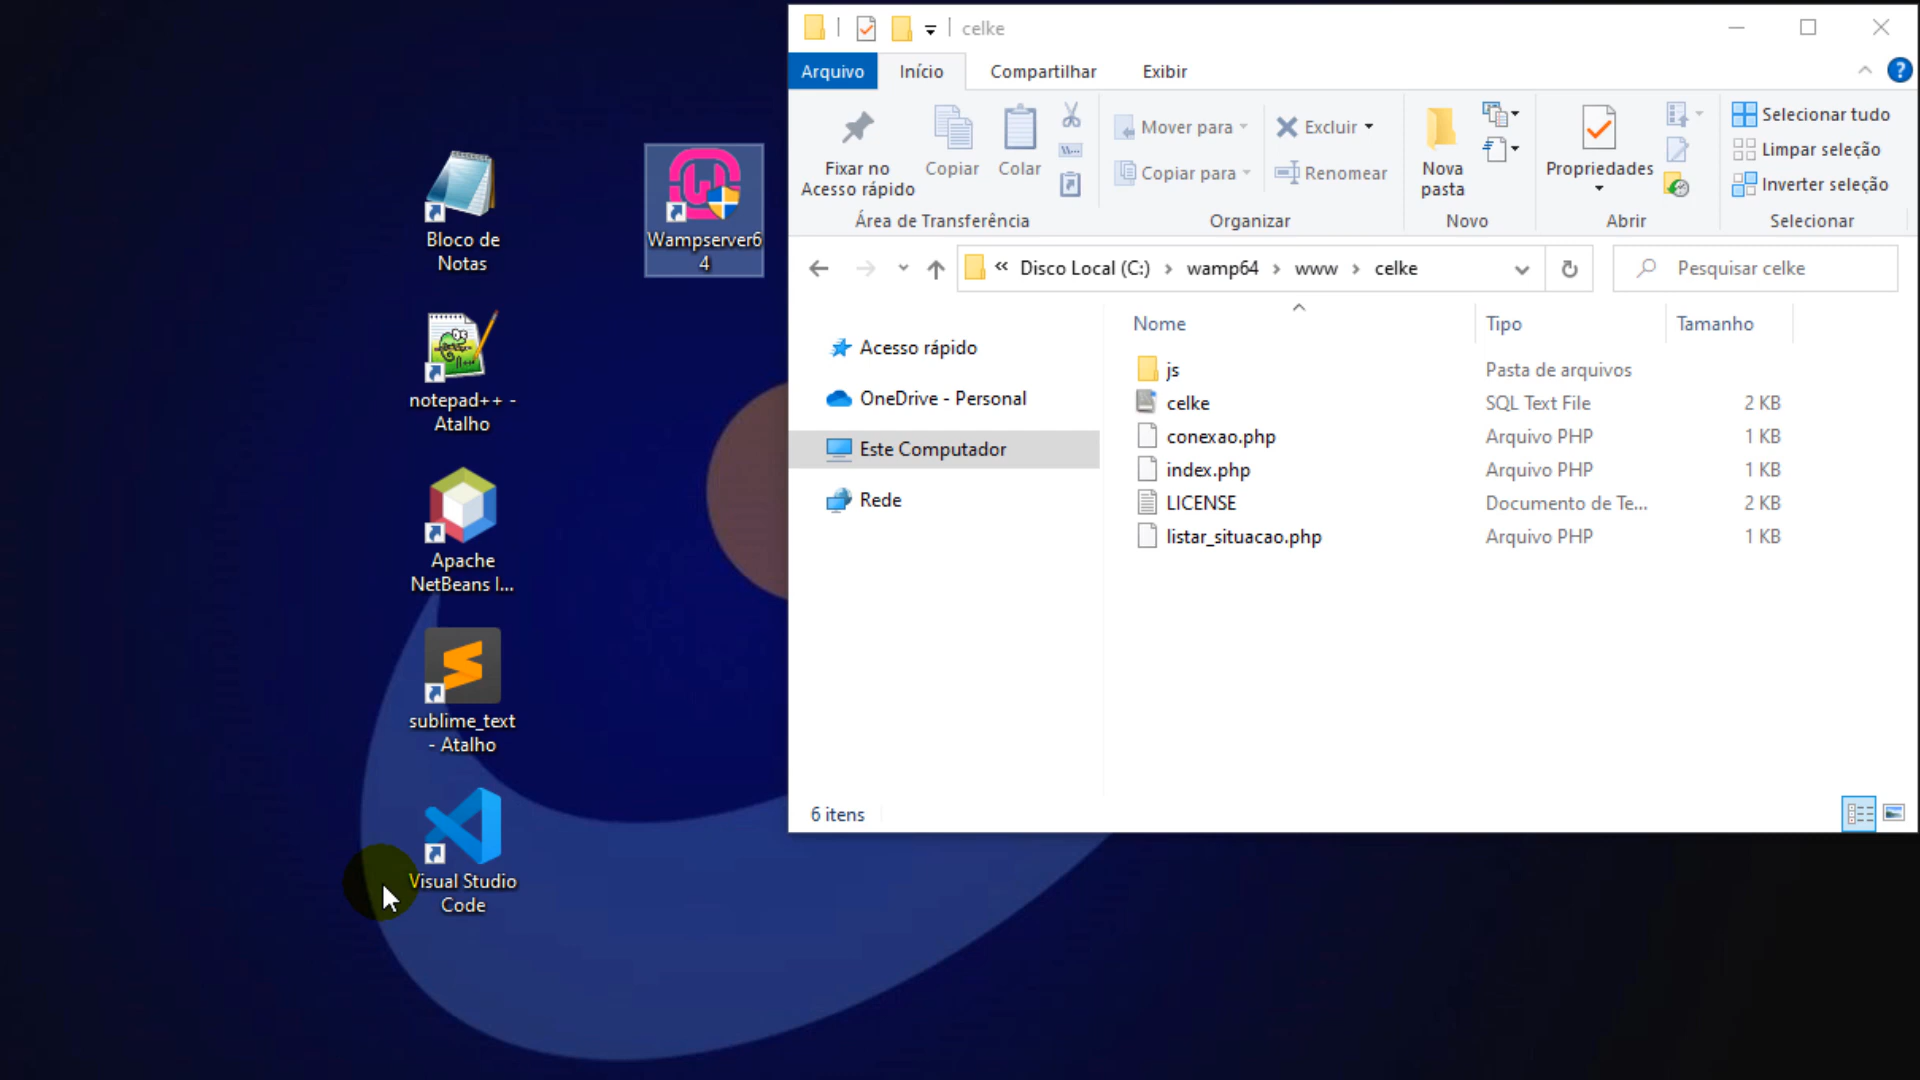 Bloco de
Notas
notepad++ -
Atalho
Apache
NetBeans I...
sublime_text
- Atalho
Visual Studio
Code
Wampserver6
4
celke
Arquivo
Início
Compartilhar
Exibir
?
Fixar no
Acesso rápido
Copiar
Colar
Área de Transferência
Mover para
Copiar para
Excluir
Renomear
Organizar
Nova
pasta
Novo
Propriedades
Abrir
Selecionar tudo
Limpar seleção
Inverter seleção
Selecionar
« Disco Local (C:) › wamp64 › www › celke
Pesquisar celke
Acesso rápido
OneDrive - Personal
Este Computador
Rede
Nome Tipo Tamanho
js Pasta de arquivos
celke SQL Text File 2 KB
conexao.php Arquivo PHP 1 KB
index.php Arquivo PHP 1 KB
LICENSE Documento de Te... 2 KB
listar_situacao.php Arquivo PHP 1 KB
6 itens